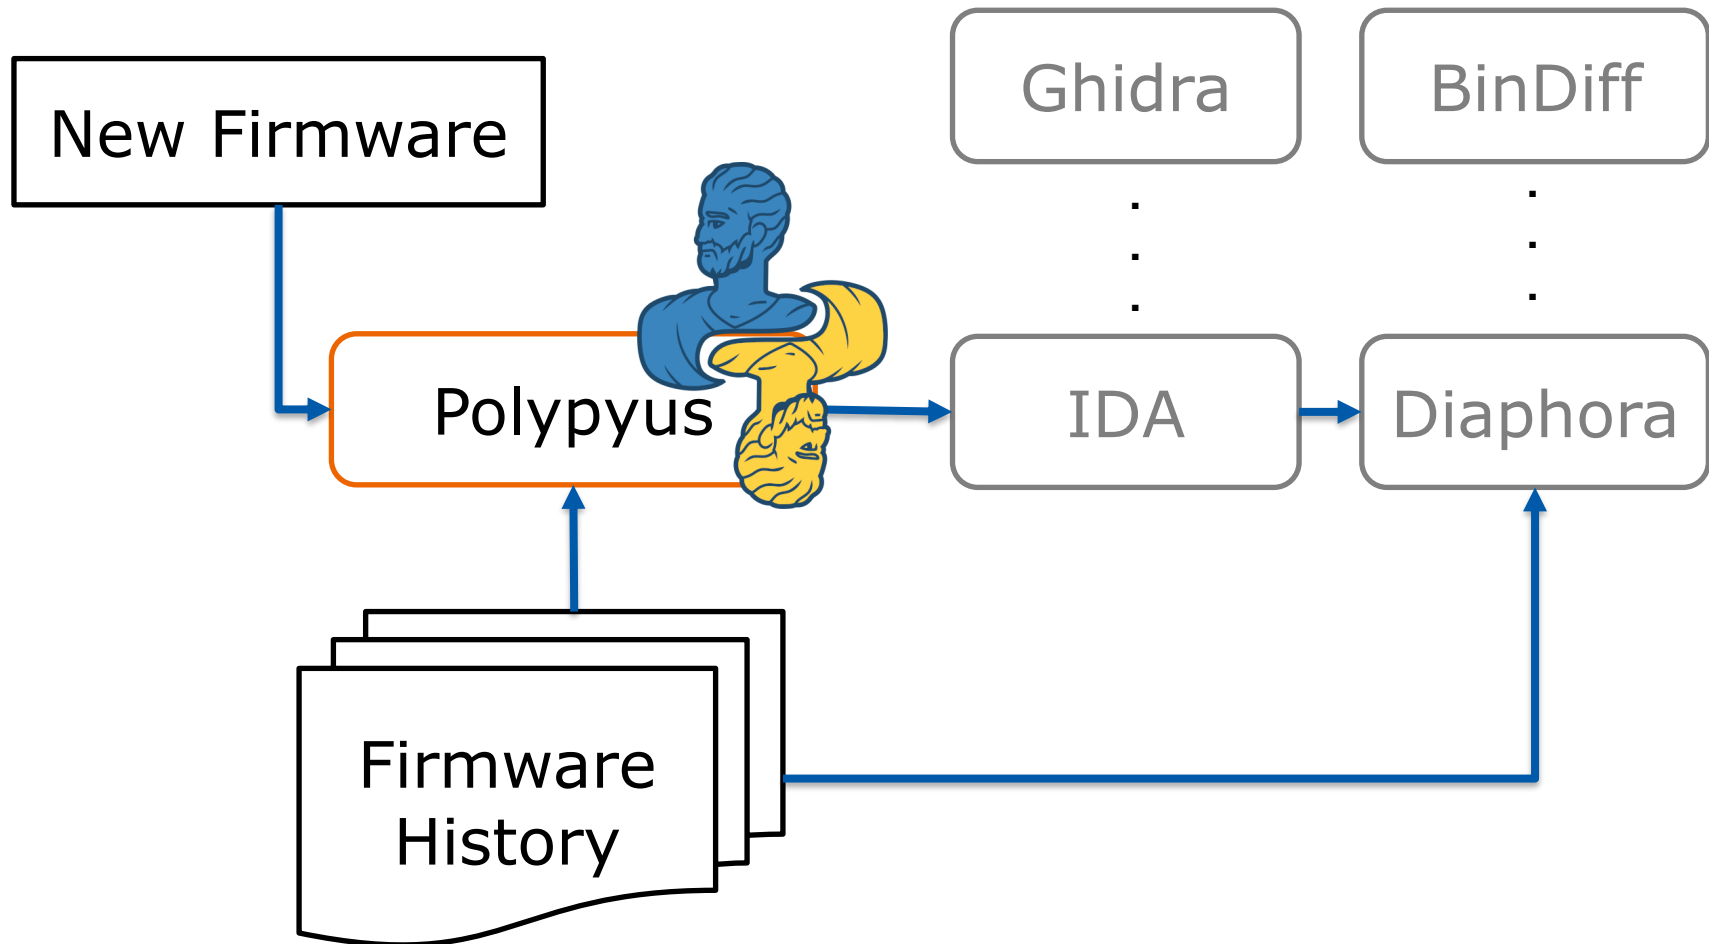 New Firmware
Ghidra
BinDiff
Polypyus
IDA
Diaphora
Firmware
History